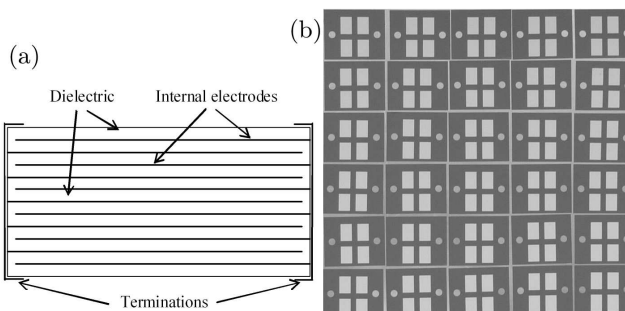 (a)
Dielectric
Internal electrodes
Terminations
(b)